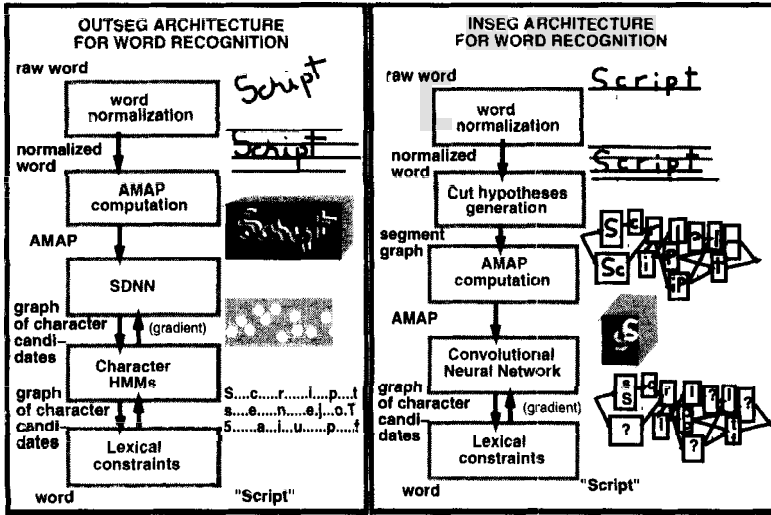 OUTSEG ARCHITECTURE
FOR WORD RECOGNITION
raw word
word
normalization
Script
normalized
word
Script
AMAP
computation
AMAP
Script
SDNN
graph
of character
candi-
dates
(gradient)
Character
HMMs
graph
of character
candi-
dates
S....c....r....i....p....t
s....e....n....e.j...o.T
5....a...i....u....p....f
Lexical
constraints
word
"Script"
INSEG ARCHITECTURE
FOR WORD RECOGNITION
raw word
Script
word
normalization
normalized
word
Script
Cut hypotheses
generation
segment
graph
S c r i p t
Sc i ip
AMAP
computation
AMAP
S
Convolutional
Neural Network
graph
of character
candi-
dates
(gradient)
s
S
?
?
?
?
?
Lexical
constraints
word
"Script"